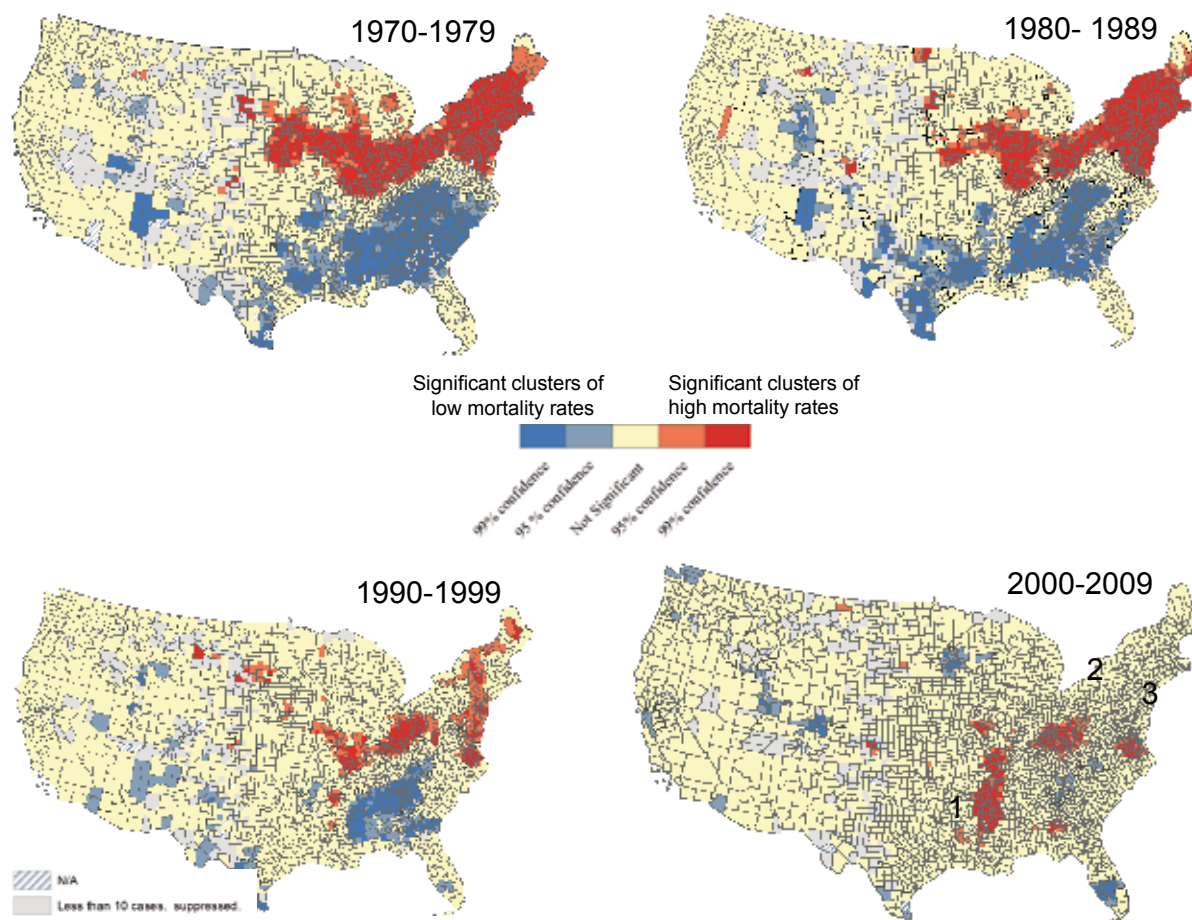 1970-1979
1980- 1989
Significant clusters of
low mortality rates
Significant clusters of
high mortality rates
99% confidence
95 % confidence
Not Significant
95% confidence
99% confidence
1990-1999
2000-2009
2
3
1
N/A
Less than 10 cases, suppressed.